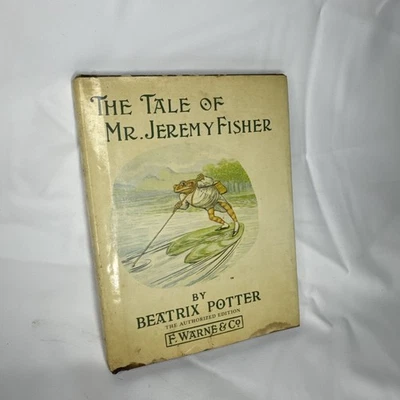 THE TALE OF
MR. JEREMY FISHER
BY
BEATRIX POTTER
THE AUTHORIZED EDITION
F. WARNE & Co